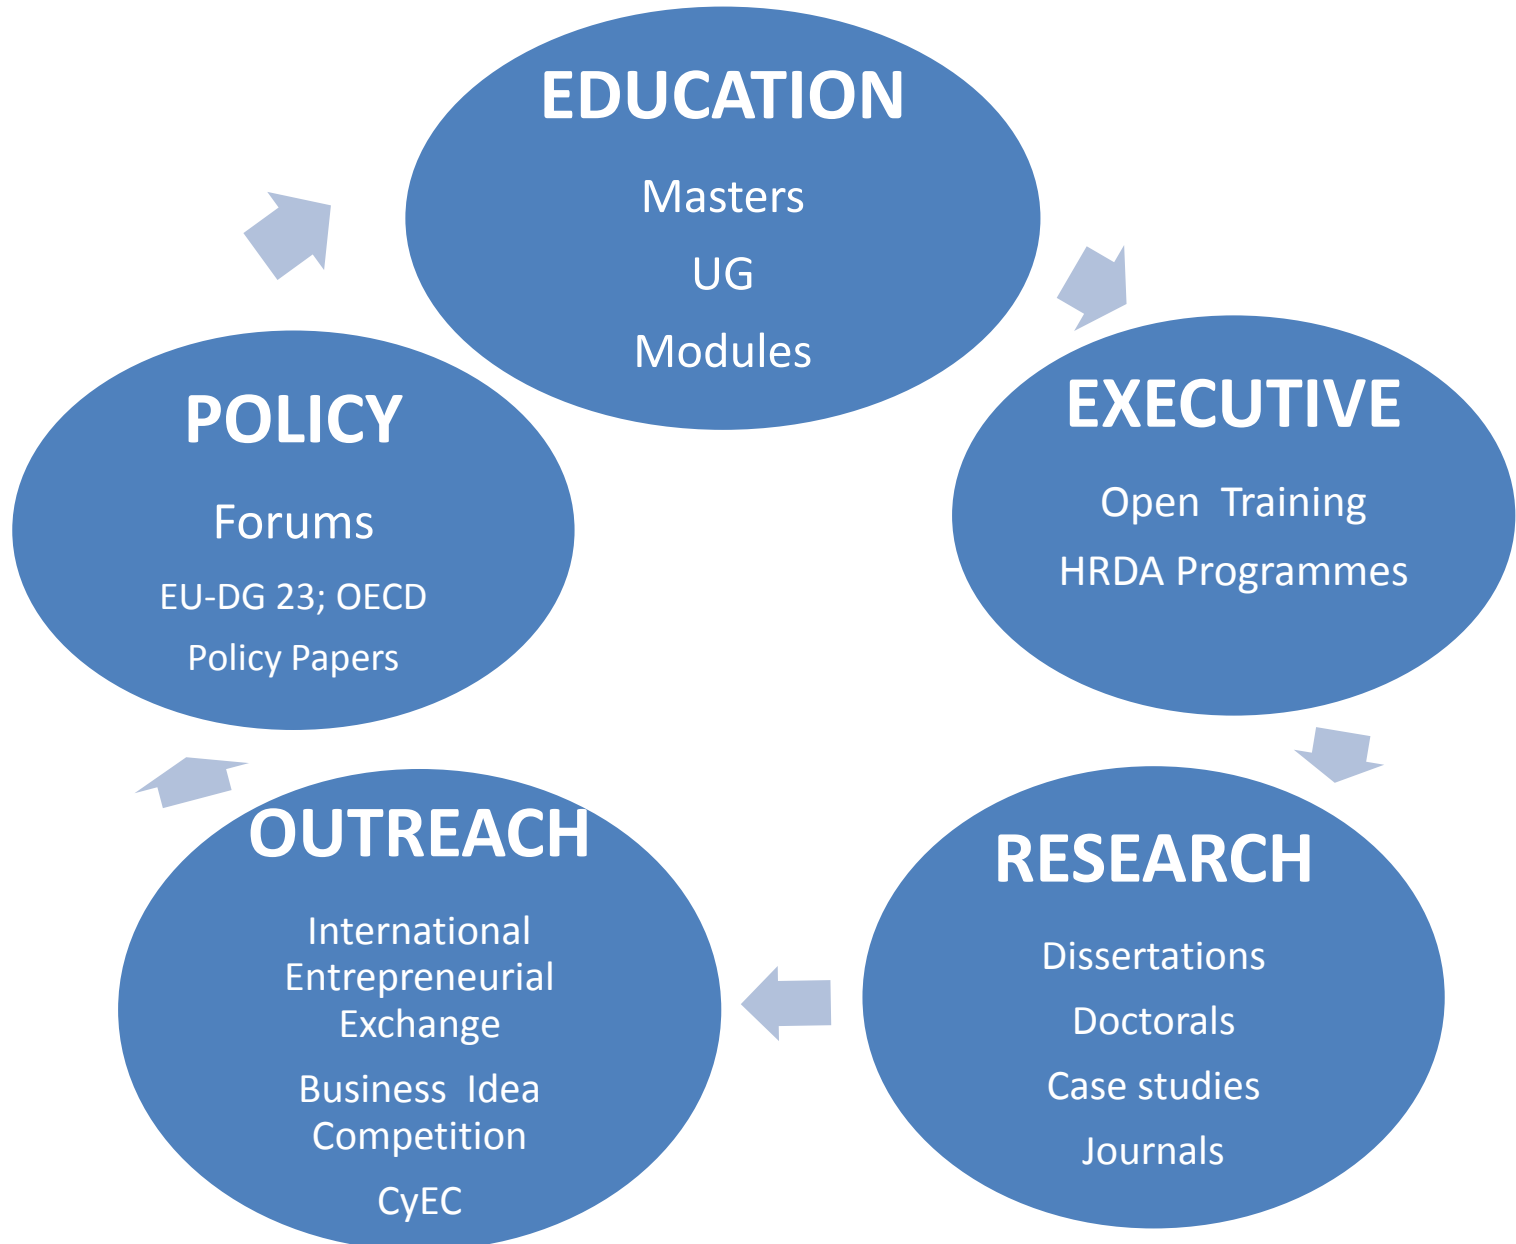 EDUCATION
Masters
UG
Modules
EXECUTIVE
Open Training
HRDA Programmes
RESEARCH
Dissertations
Doctorals
Case studies
Journals
OUTREACH
International
Entrepreneurial
Exchange
Business Idea
Competition
CyEC
POLICY
Forums
EU-DG 23; OECD
Policy Papers